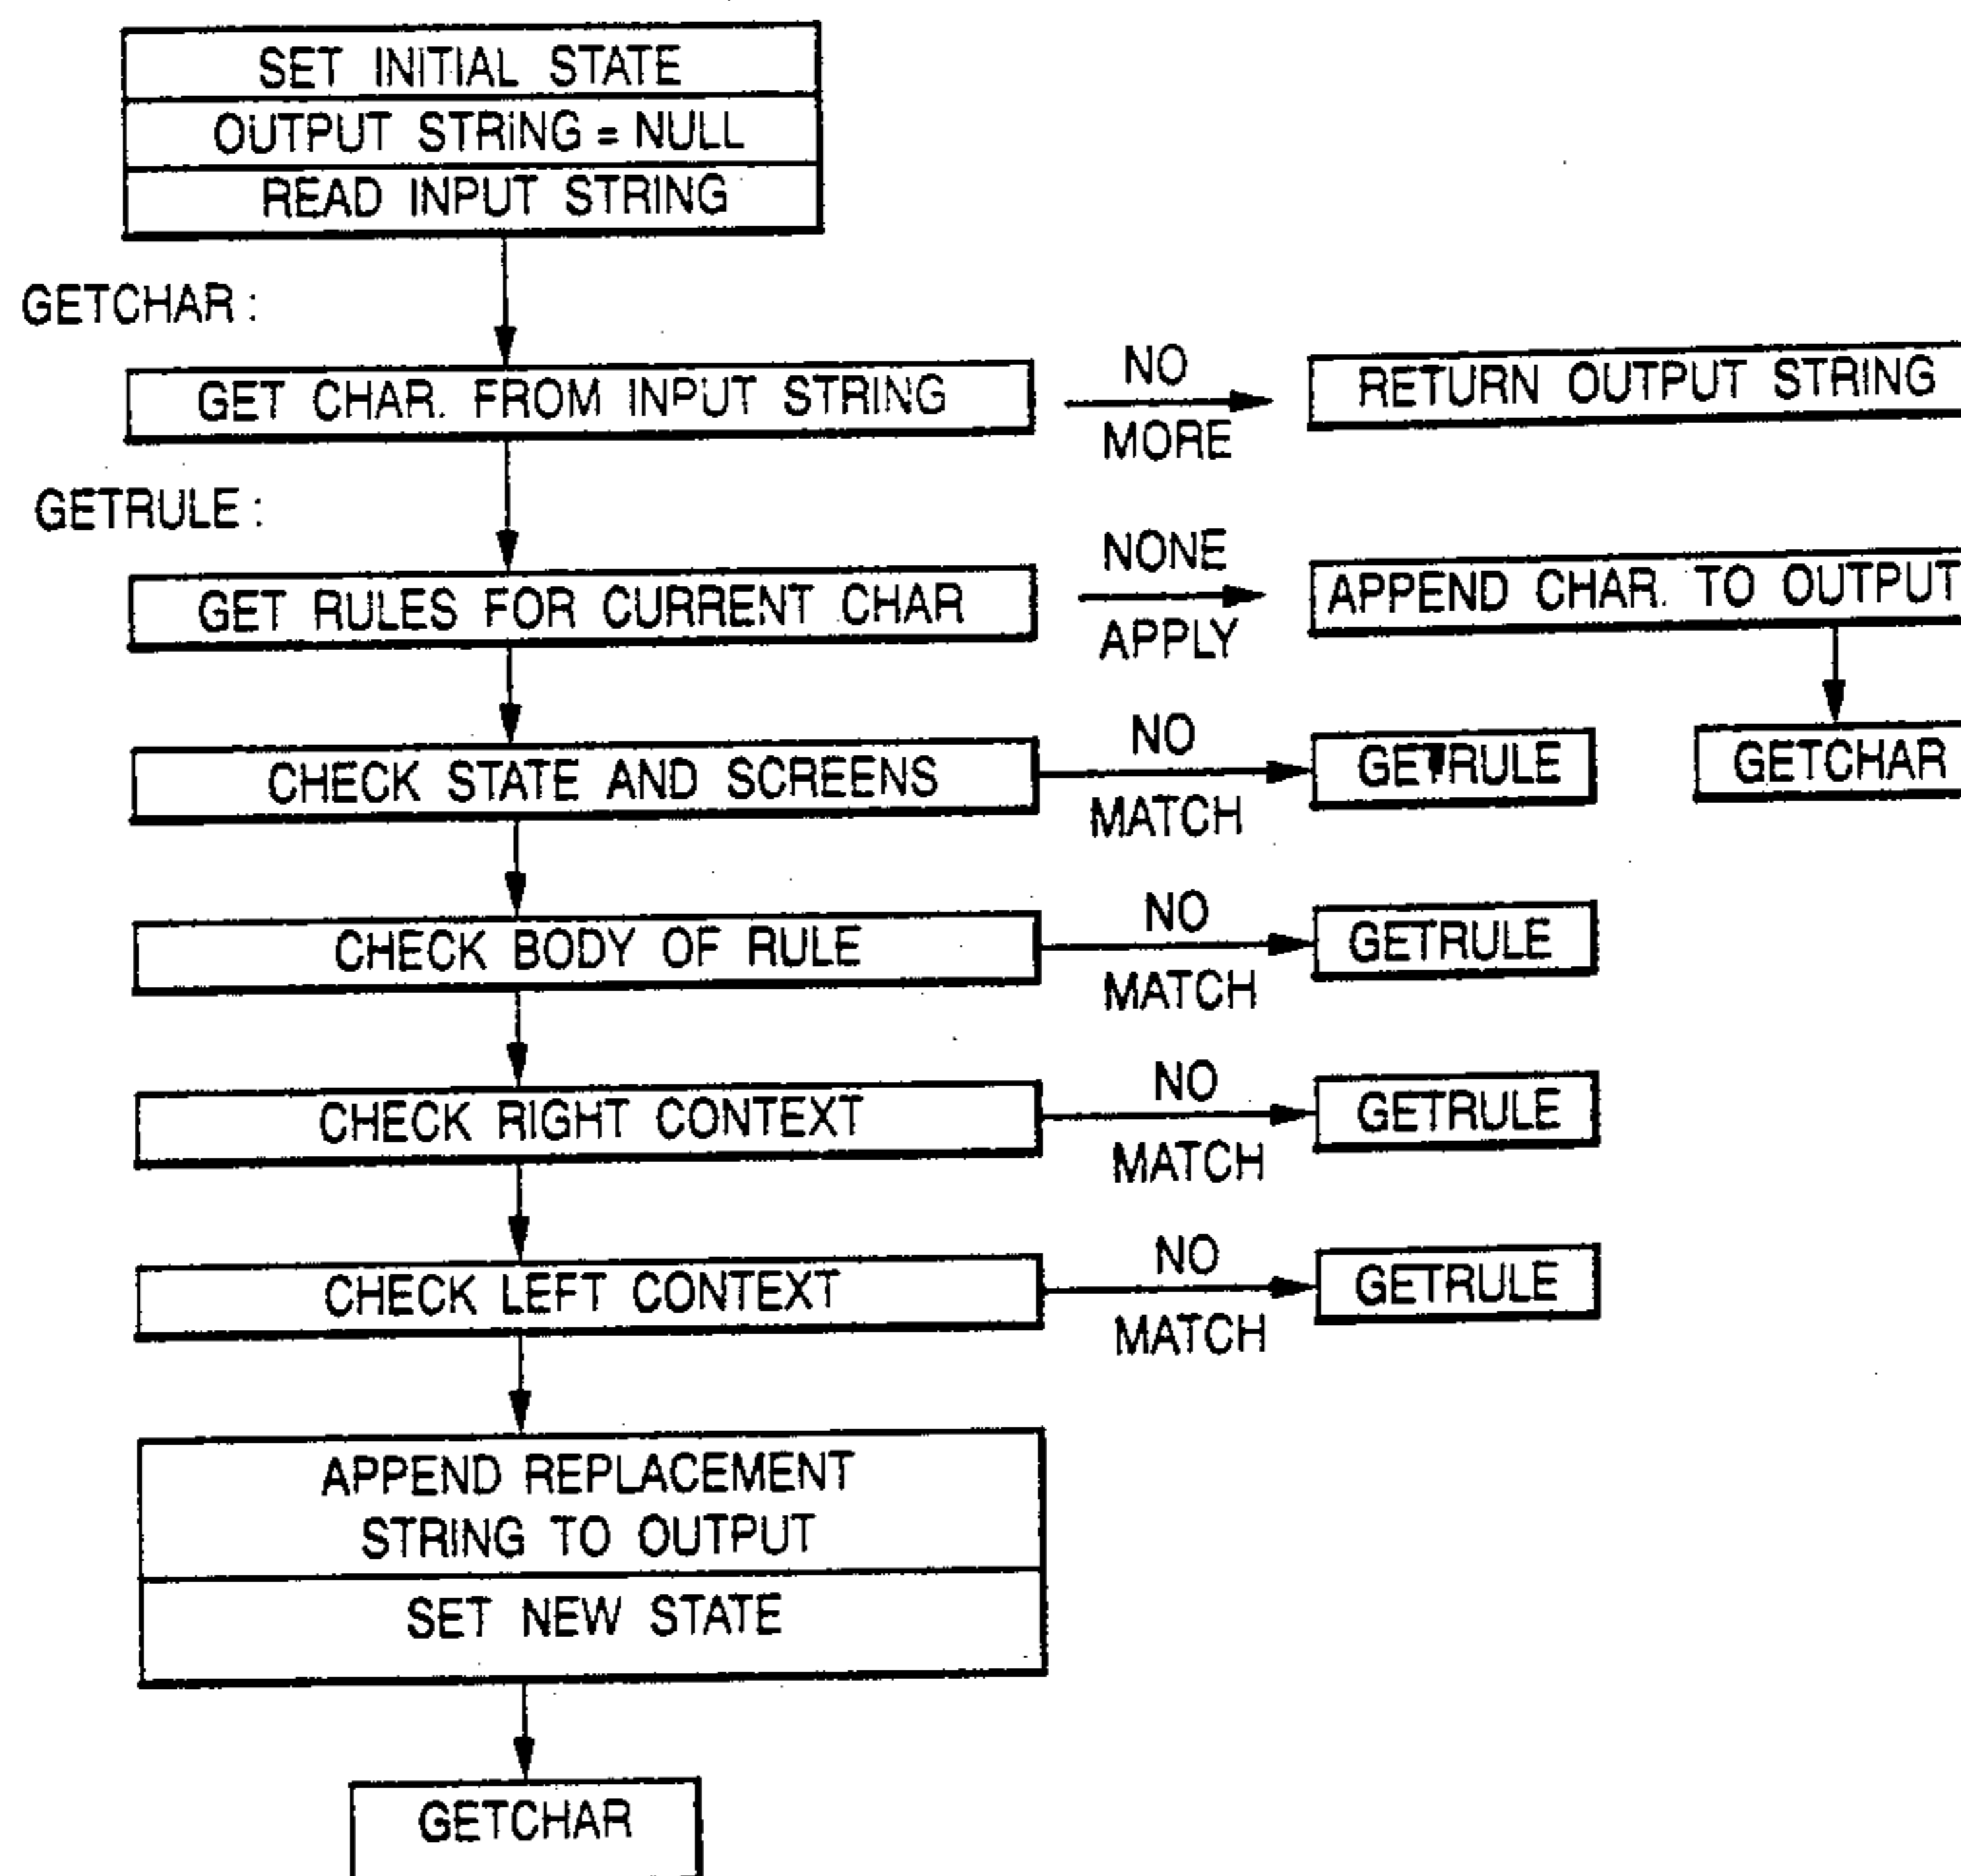 SET INITIAL STATE
OUTPUT STRING = NULL
READ INPUT STRING
GETCHAR :
GET CHAR. FROM INPUT STRING
NO
MORE
RETURN OUTPUT STRING
GETRULE :
GET RULES FOR CURRENT CHAR
NONE
APPLY
APPEND CHAR. TO OUTPUT
GETCHAR
CHECK STATE AND SCREENS
NO
MATCH
GETRULE
CHECK BODY OF RULE
NO
MATCH
GETRULE
CHECK RIGHT CONTEXT
NO
MATCH
GETRULE
CHECK LEFT CONTEXT
NO
MATCH
GETRULE
APPEND REPLACEMENT
STRING TO OUTPUT
SET NEW STATE
GETCHAR